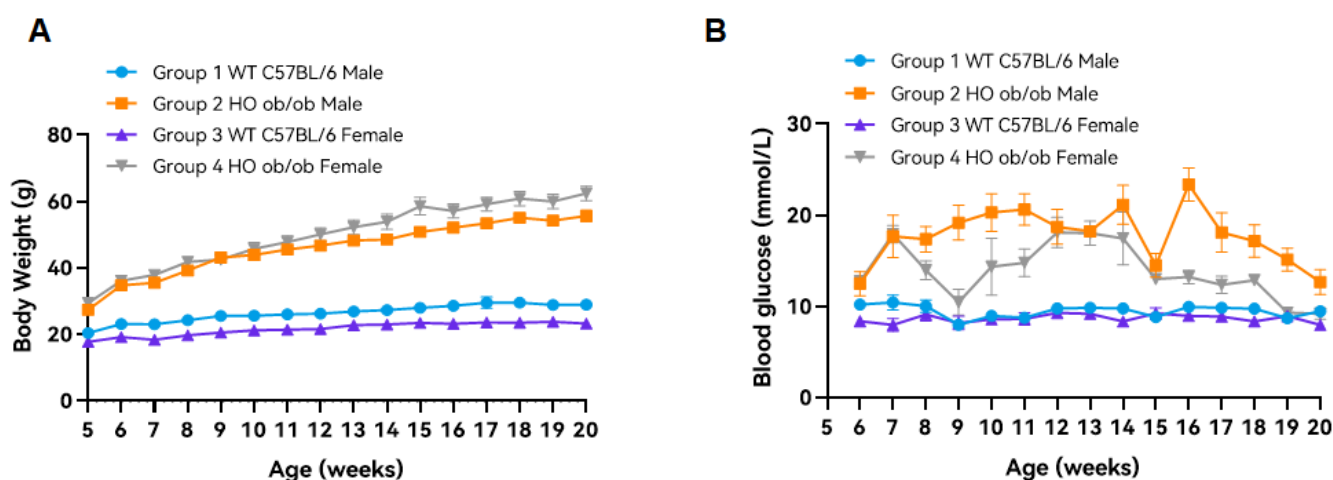 A
Group 1 WT C57BL/6 Male
Group 2 HO ob/ob Male
Group 3 WT C57BL/6 Female
Group 4 HO ob/ob Female
Body Weight (g)
80
60
40
20
0
5 6 7 8 9 10 11 12 13 14 15 16 17 18 19 20
Age (weeks)
B
Group 1 WT C57BL/6 Male
Group 2 HO ob/ob Male
Group 3 WT C57BL/6 Female
Group 4 HO ob/ob Female
Blood glucose (mmol/L)
30
20
10
0
5 6 7 8 9 10 11 12 13 14 15 16 17 18 19 20
Age (weeks)